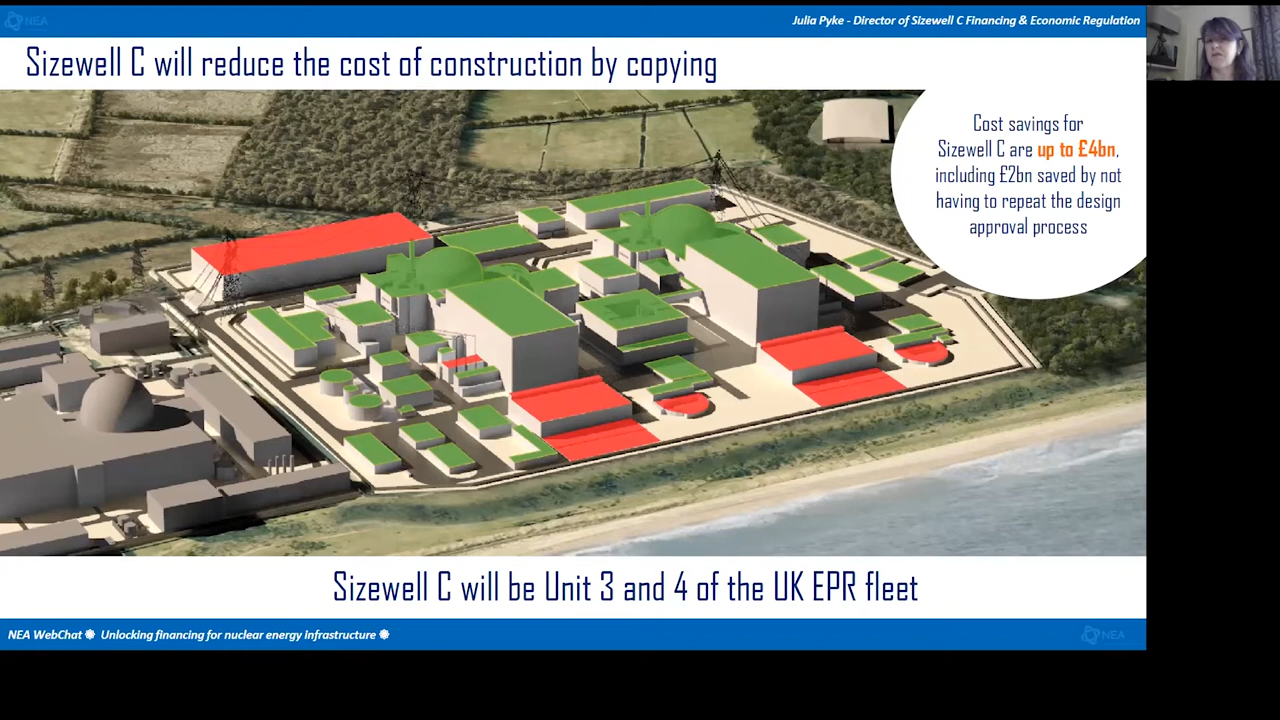 NEA
Julia Pyke - Director of Sizewell C Financing & Economic Regulation
Sizewell C will reduce the cost of construction by copying
Cost savings for
Sizewell C are up to £4bn,
including £2bn saved by not
having to repeat the design
approval process
Sizewell C will be Unit 3 and 4 of the UK EPR fleet
NEA WebChat ✺ Unlocking financing for nuclear energy infrastructure ✺
NEA